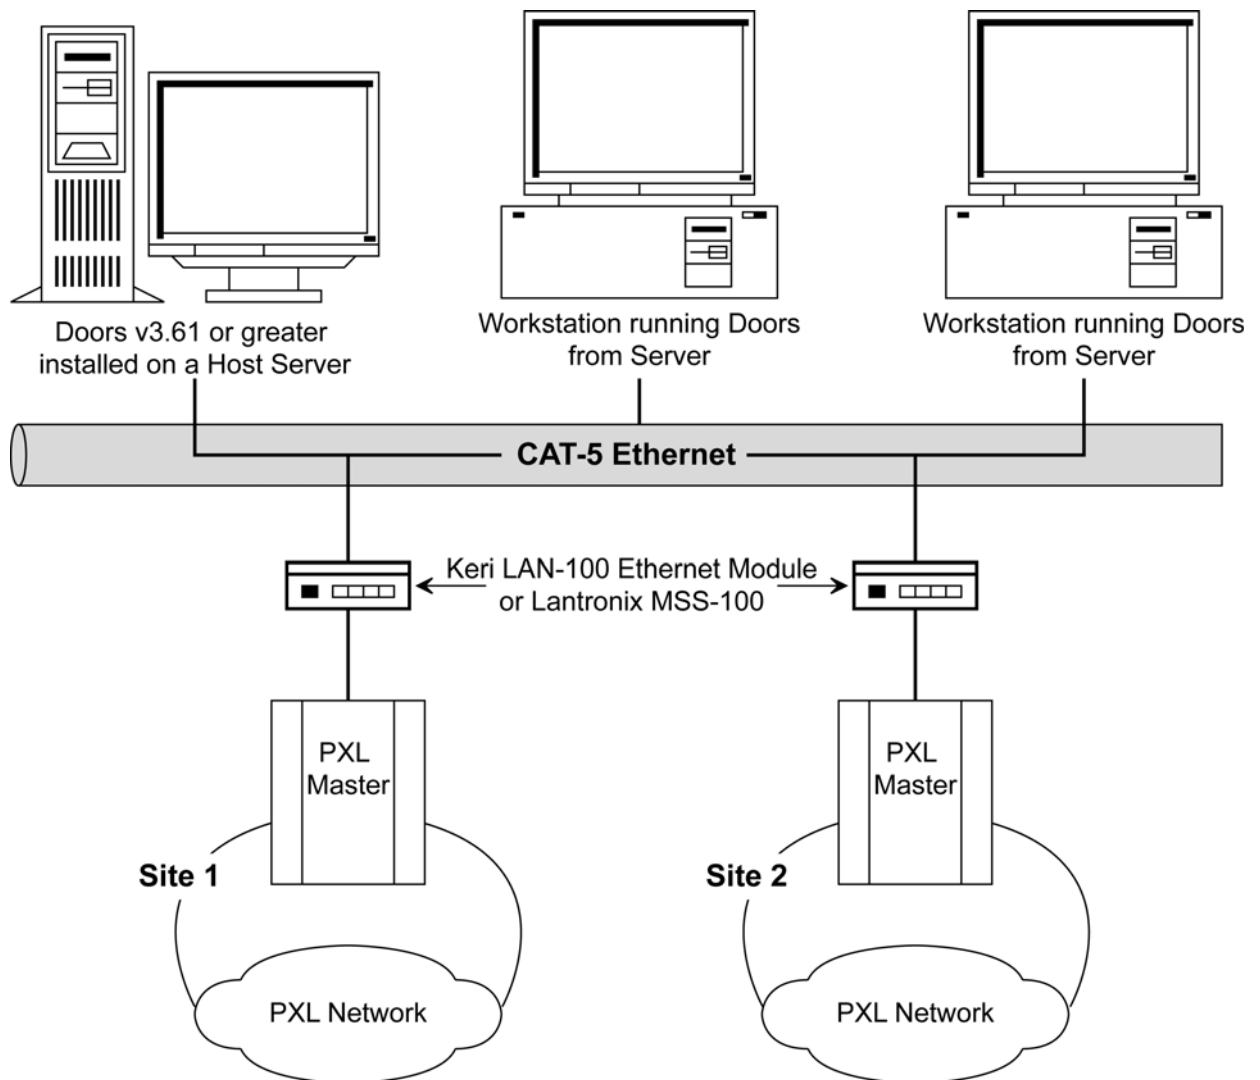 Doors v3.61 or greater
installed on a Host Server
Workstation running Doors
from Server
Workstation running Doors
from Server
CAT-5 Ethernet
Keri LAN-100 Ethernet Module
or Lantronix MSS-100
PXL
Master
PXL
Master
Site 1
Site 2
PXL Network
PXL Network